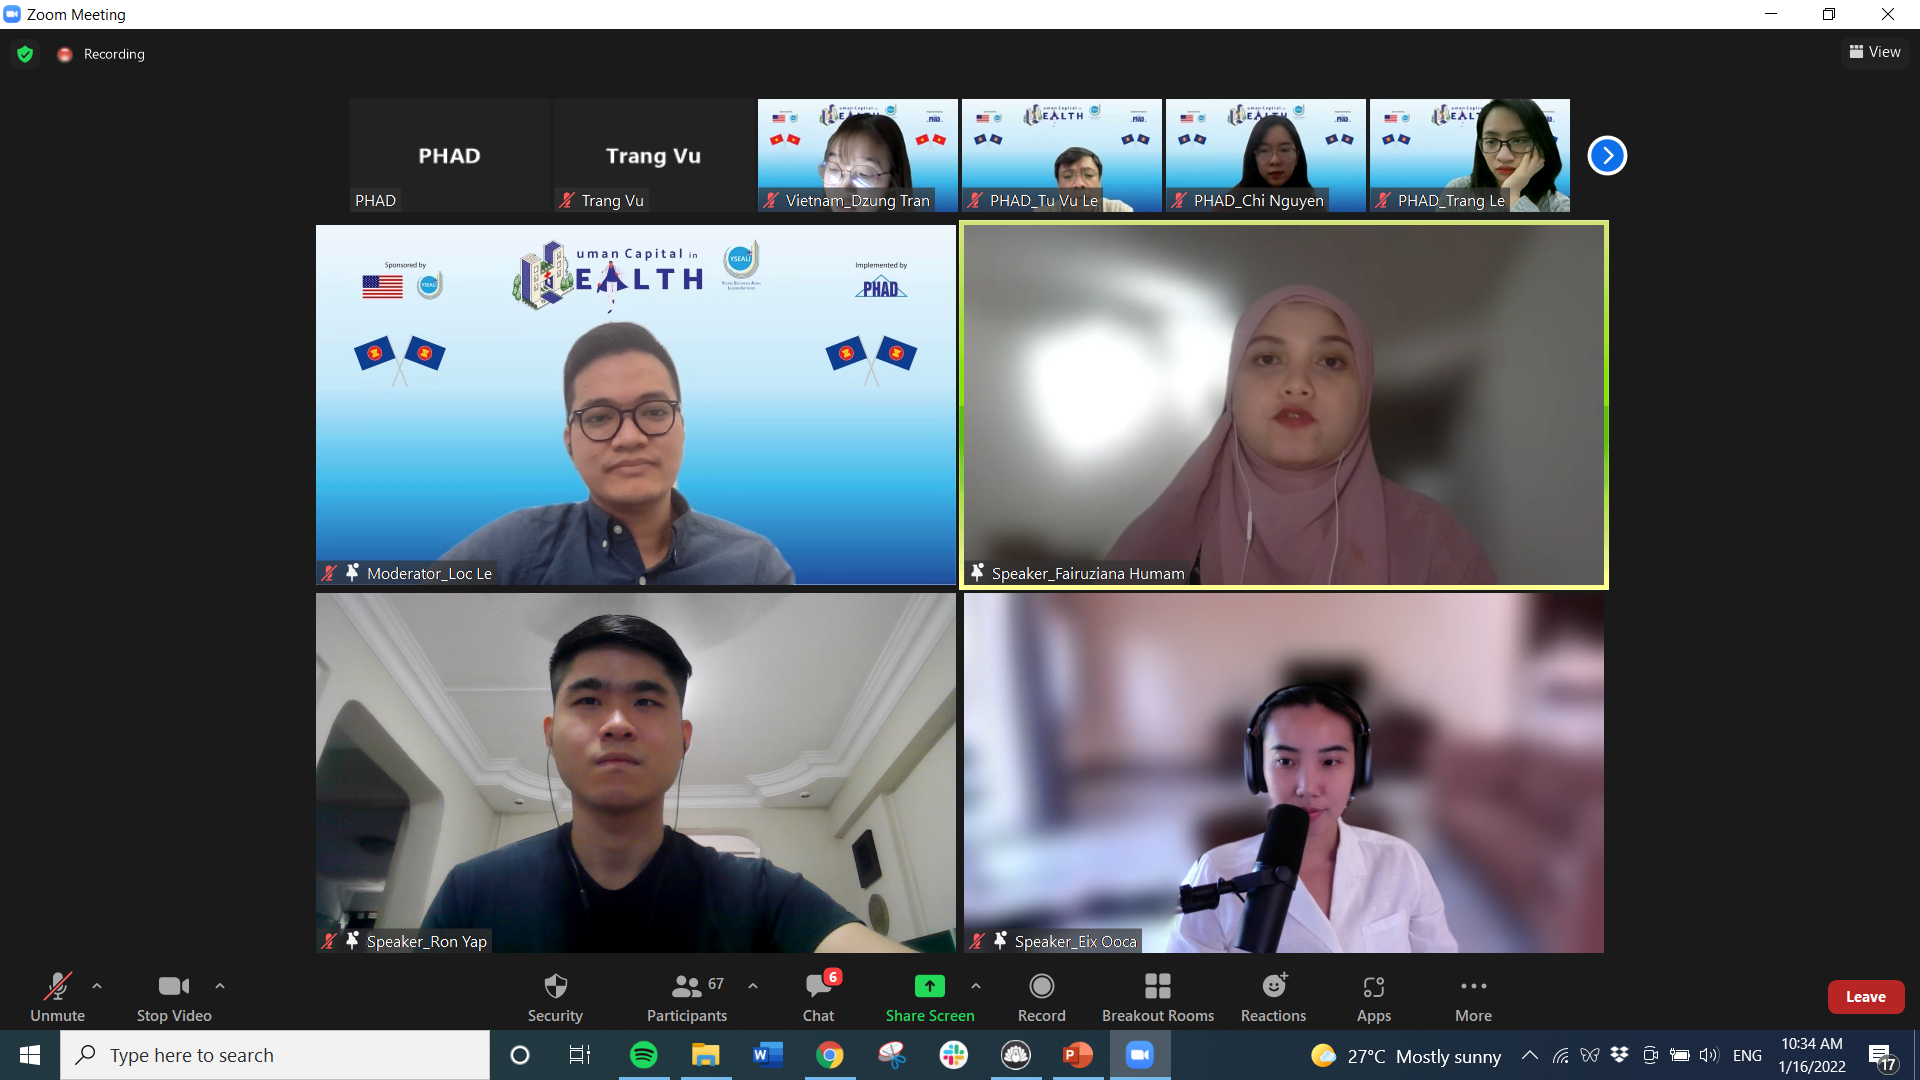 Zoom Meeting
Recording
View
PHAD
PHAD
Trang Vu
Trang Vu
Vietnam_Dzung Tran
PHAD_Tu Vu Le
PHAD_Chi Nguyen
PHAD_Trang Le
Sponsored by
YSEALI
uman Capital in
EALTH
YSEALI
Implemented by
PHAD
Moderator_Loc Le
Speaker_Fairuziana Humam
Speaker_Ron Yap
Speaker_Eix Ooca
Unmute
Stop Video
Security
67
Participants
6
Chat
Share Screen
Record
Breakout Rooms
Reactions
Apps
More
Leave
Type here to search
27°C Mostly sunny
ENG
10:34 AM
1/16/2022
17